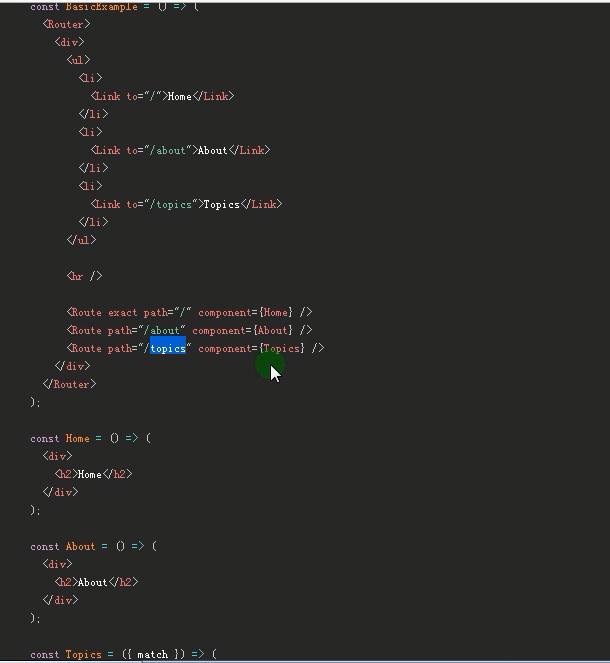 const BasicExample = () => (
<Router>
<div>
<ul>
<li>
<Link to="/">Home</Link>
</li>
<li>
<Link to="/about">About</Link>
</li>
<li>
<Link to="/topics">Topics</Link>
</li>
</ul>
<hr />
<Route exact path="/" component={Home} />
<Route path="/about" component={About} />
<Route path="/topics" component={Topics} />
</div>
</Router>
);
const Home = () => (
<div>
<h2>Home</h2>
</div>
);
const About = () => (
<div>
<h2>About</h2>
</div>
);
const Topics = ({ match }) => (